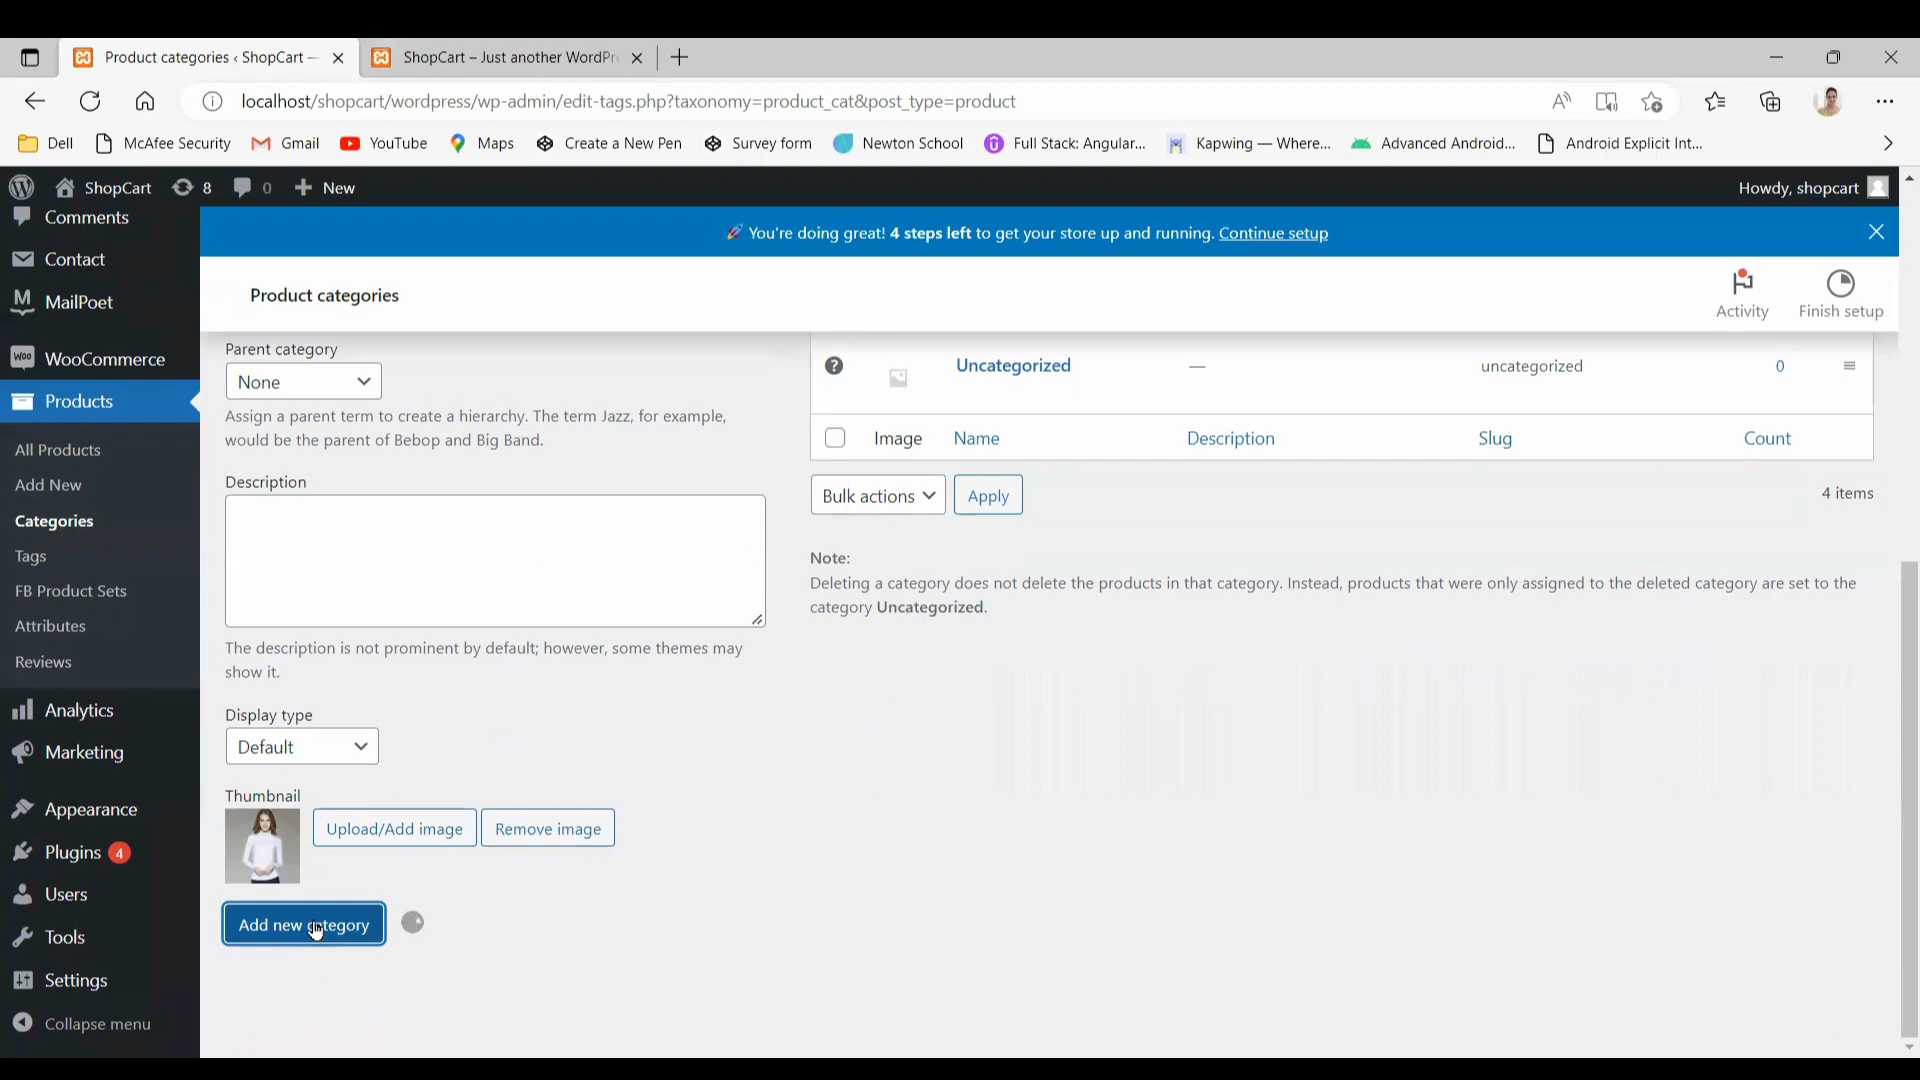 Product categories ‹ ShopCart —
ShopCart – Just another WordPr
localhost/shopcart/wordpress/wp-admin/edit-tags.php?taxonomy=product_cat&post_type=product
Dell
McAfee Security
Gmail
YouTube
Maps
Create a New Pen
Survey form
Newton School
Full Stack: Angular...
Kapwing — Where...
Advanced Android...
Android Explicit Int...
ShopCart
8
0
New
Howdy, shopcart
Comments
Contact
MailPoet
WooCommerce
Products
All Products
Add New
Categories
Tags
FB Product Sets
Attributes
Reviews
Analytics
Marketing
Appearance
Plugins 4
Users
Tools
Settings
Collapse menu
You're doing great! 4 steps left to get your store up and running. Continue setup
Product categories
Activity
Finish setup
Parent category
None
Assign a parent term to create a hierarchy. The term Jazz, for example,
would be the parent of Bebop and Big Band.
Description
The description is not prominent by default; however, some themes may
show it.
Display type
Default
Thumbnail
Upload/Add image
Remove image
Add new category
Uncategorized — uncategorized 0
Image Name Description Slug Count
Bulk actions
Apply
4 items
Note:
Deleting a category does not delete the products in that category. Instead, products that were only assigned to the deleted category are set to the
category Uncategorized.